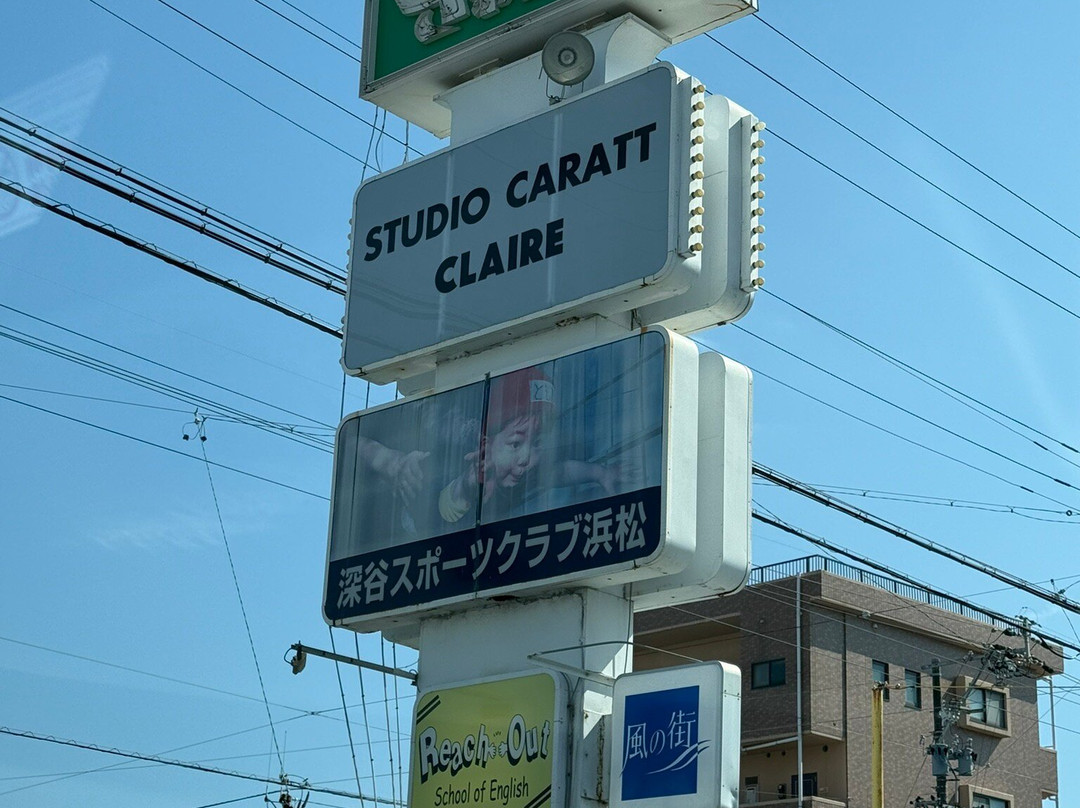 STUDIO CARATT
CLAIRE
深谷スポーツクラブ浜松
Reach Out
School of English
風の街